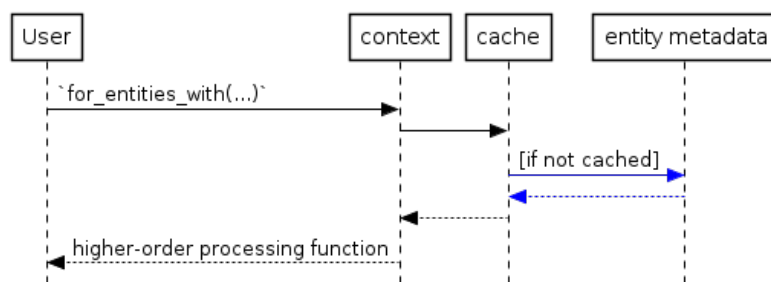 User
context
cache
entity metadata
`for_entities_with(...)`
[if not cached]
higher-order processing function